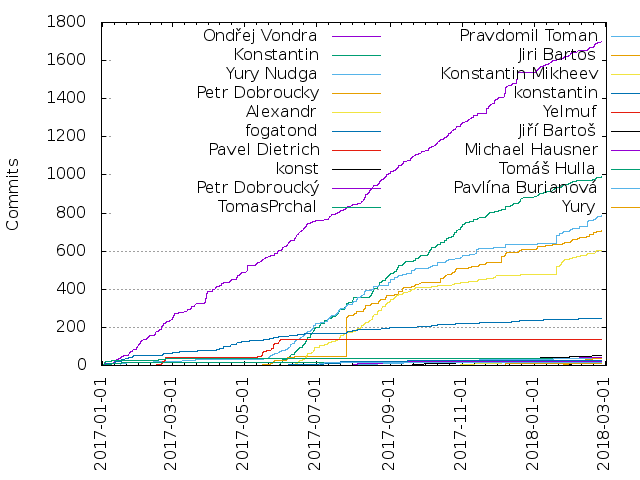 1800
1600
1400
1200
1000
800
600
400
200
0
Commits
Ondřej Vondra
Konstantin
Yury Nudga
Petr Dobroucky
Alexandr
fogatond
Pavel Dietrich
konst
Petr Dobroucký
TomasPrchal
Pravdomil Toman
Jiri Bartos
Konstantin Mikheev
konstantin
Yelmuf
Jiří Bartoš
Michael Hausner
Tomáš Hulla
Pavlína Burianová
Yury
2017-01-01
2017-03-01
2017-05-01
2017-07-01
2017-09-01
2017-11-01
2018-01-01
2018-03-01